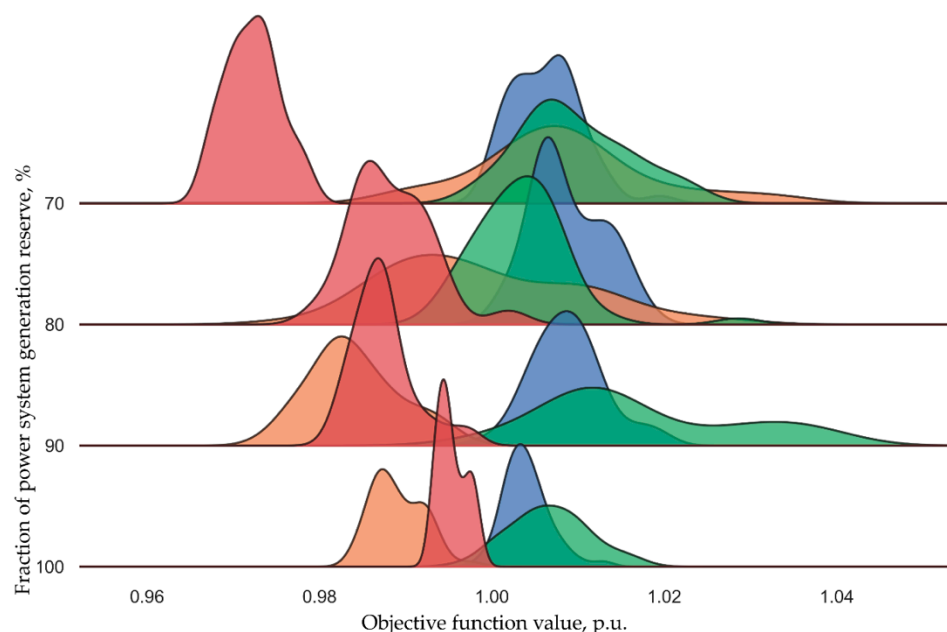 Fraction of power system generation reserve, %
70
80
90
100
0.96 0.98 1.00 1.02 1.04
Objective function value, p.u.